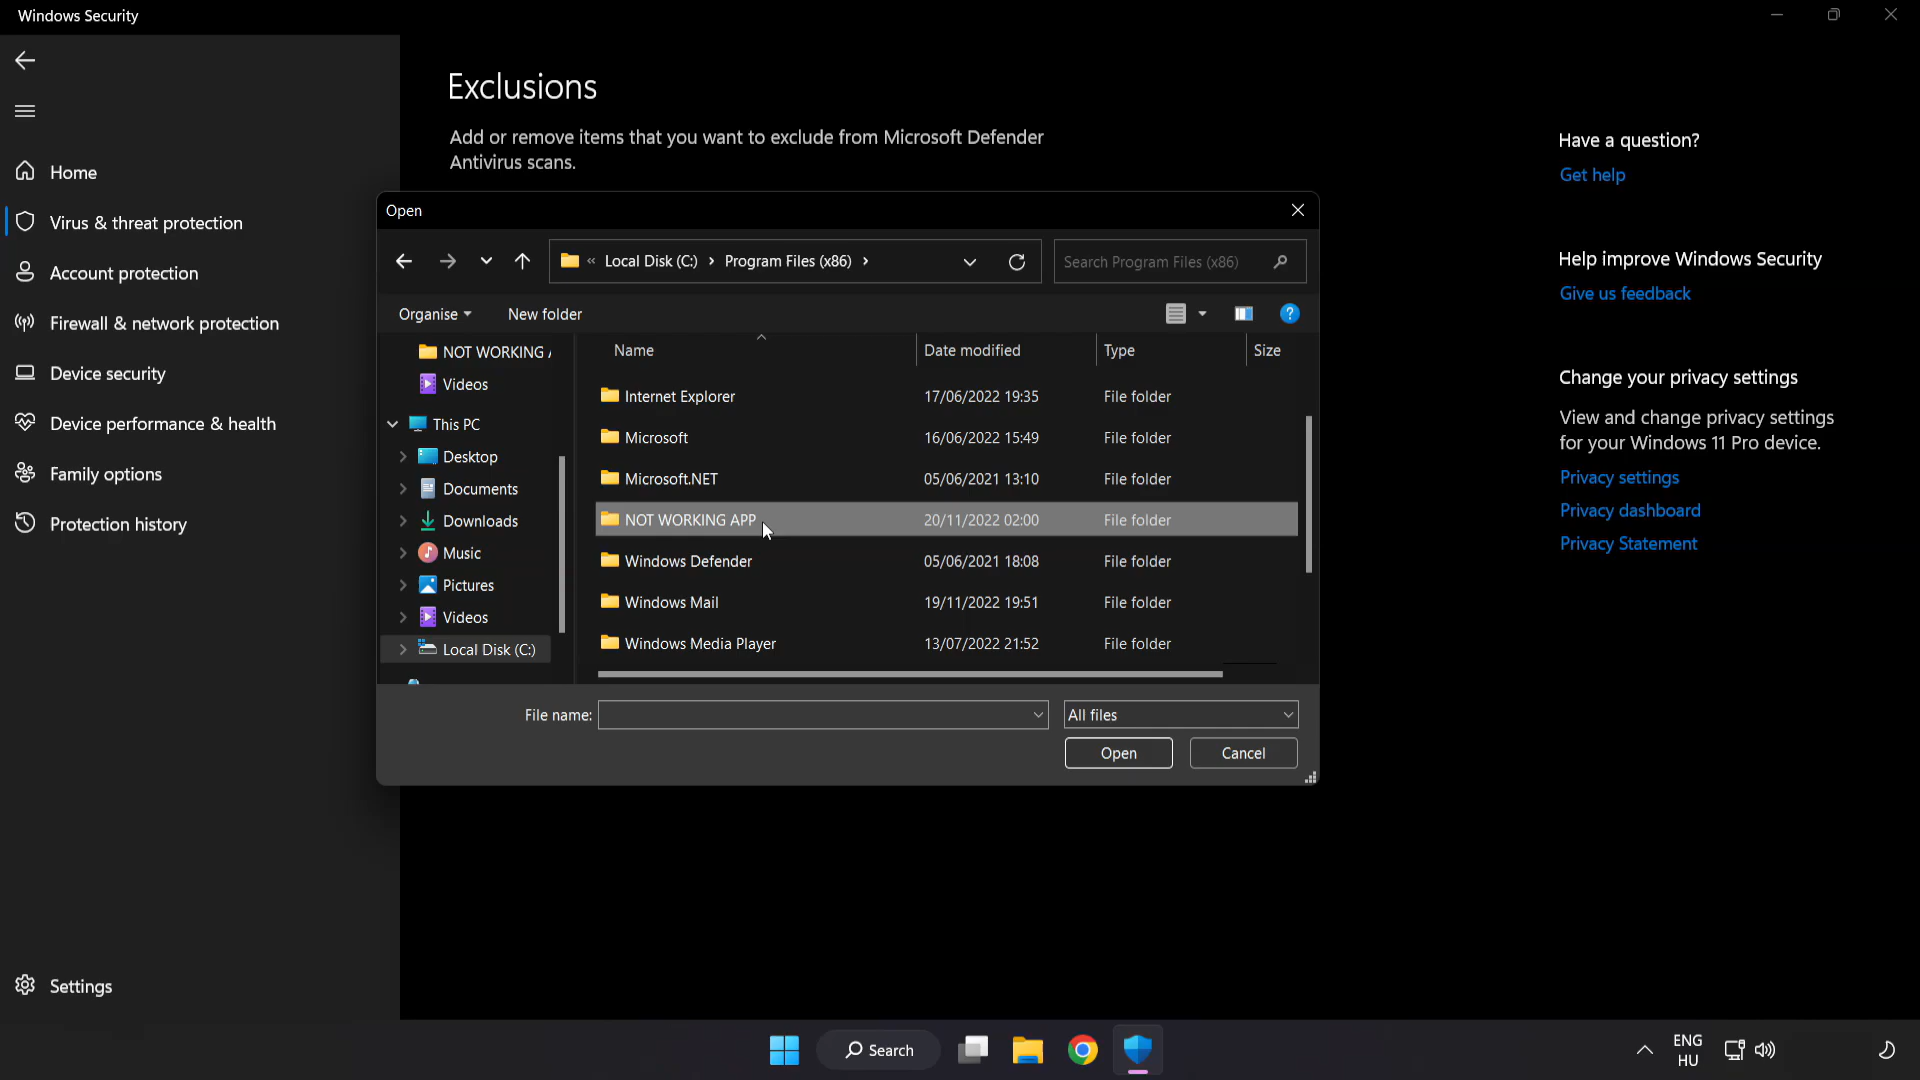 Windows Security
Exclusions
Add or remove items that you want to exclude from Microsoft Defender
Antivirus scans.
Home
Virus & threat protection
Account protection
Firewall & network protection
Device security
Device performance & health
Family options
Protection history
Settings
Open
Local Disk (C:)
Program Files (x86)
Search Program Files (x86)
Organise
New folder
NOT WORKING
Videos
This PC
Desktop
Documents
Downloads
Music
Pictures
Videos
Local Disk (C:)
Name Date modified Type Size
Internet Explorer 17/06/2022 19:35 File folder
Microsoft 16/06/2022 15:49 File folder
Microsoft.NET 05/06/2021 13:10 File folder
NOT WORKING APP 20/11/2022 02:00 File folder
Windows Defender 05/06/2021 18:08 File folder
Windows Mail 19/11/2022 19:51 File folder
Windows Media Player 13/07/2022 21:52 File folder
File name:
All files
Open
Cancel
Have a question?
Get help
Help improve Windows Security
Give us feedback
Change your privacy settings
View and change privacy settings
for your Windows 11 Pro device.
Privacy settings
Privacy dashboard
Privacy Statement
Search
ENG
HU